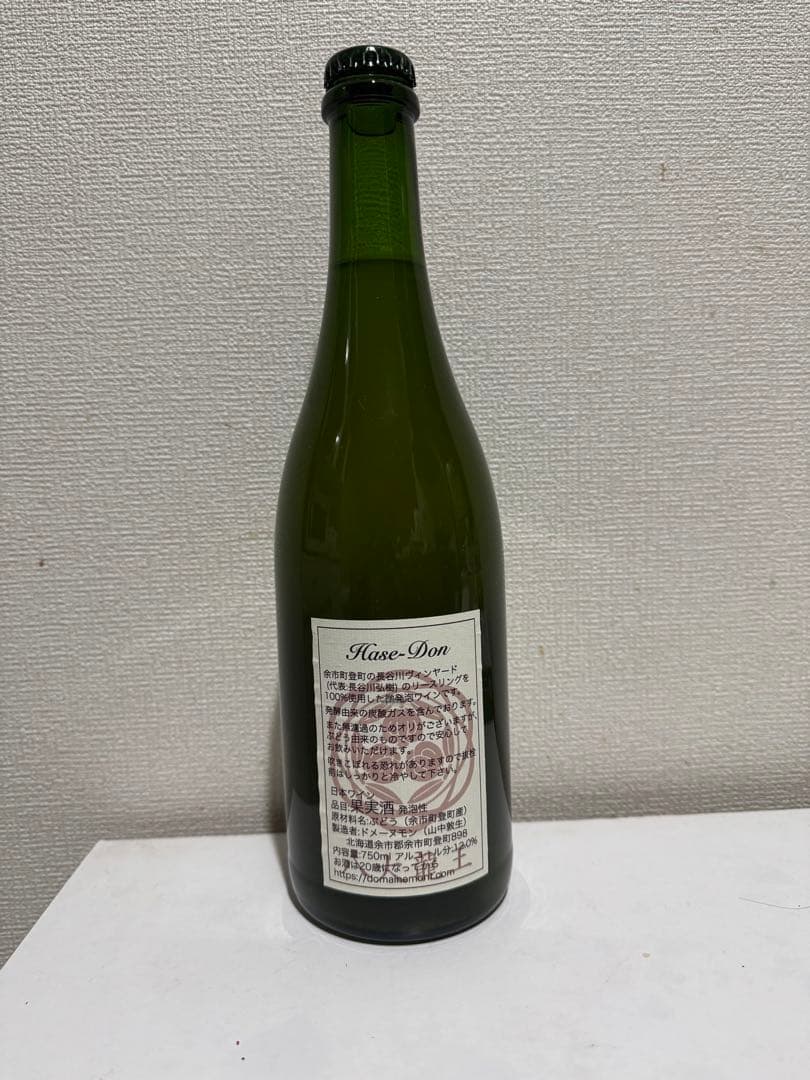 Hase-Don
余市町登町の長谷川ヴィンヤード
(代表:長谷川弘樹)のリースリングを
100%使用した微発泡ワインです。
発酵由来の炭酸ガスを含んでおります。
また無濾過のためオリがございますが、
ぶどう由来のものですので安心して
お飲みいただけます。
吹きこぼれる恐れがありますので抜栓
前はしっかりと冷やして下さい。
日本ワイン
品目:果実酒 発泡性
原材料名:ぶどう(余市町登町産)
製造者:ドメーヌモン(山中敦生)
北海道余市郡余市町登町898
内容量:750ml アルコール分:12.0%
お酒は20歳になってから
https://domainemont.com